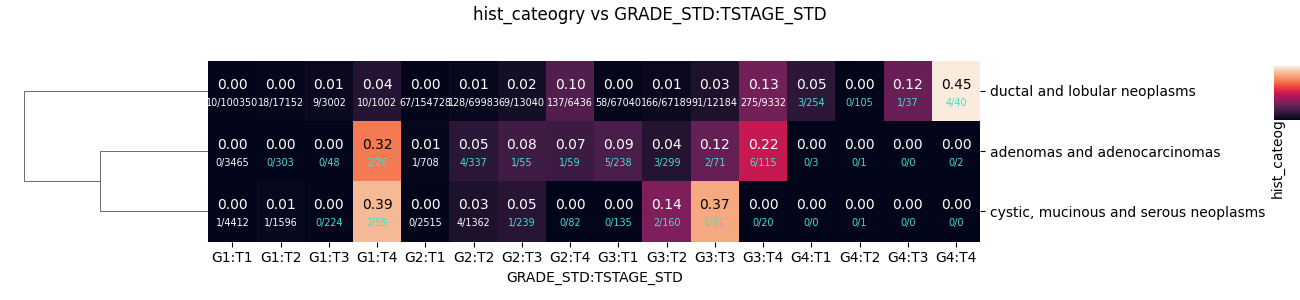 hist_cateogry vs GRADE_STD:TSTAGE_STD
0.00 0.00 0.01 0.04 0.00 0.01 0.02 0.10 0.00 0.01 0.03 0.13 0.05 0.00 0.12 0.45
10/100350 18/17152 9/3002 10/1002 67/154728 128/69983 69/13040 137/6436 58/67040 166/67189 91/12184 275/9332 3/254 0/105 1/37 4/40
ductal and lobular neoplasms
0.00 0.00 0.00 0.32 0.01 0.05 0.08 0.07 0.09 0.04 0.12 0.22 0.00 0.00 0.00 0.00
0/3465 0/303 0/48 1/708 4/337 1/55 1/59 5/238 3/299 2/71 6/115 0/3 0/1 0/0 0/2
adenomas and adenocarcinomas
0.00 0.01 0.00 0.39 0.00 0.03 0.05 0.00 0.00 0.14 0.37 0.00 0.00 0.00 0.00 0.00
1/4412 1/1596 0/224 2/59 0/2515 4/1362 1/239 0/82 0/135 2/160 0/20 0/0 0/1 0/0 0/0
cystic, mucinous and serous neoplasms
G1:T1 G1:T2 G1:T3 G1:T4 G2:T1 G2:T2 G2:T3 G2:T4 G3:T1 G3:T2 G3:T3 G3:T4 G4:T1 G4:T2 G4:T3 G4:T4
GRADE_STD:TSTAGE_STD
hist_cateog